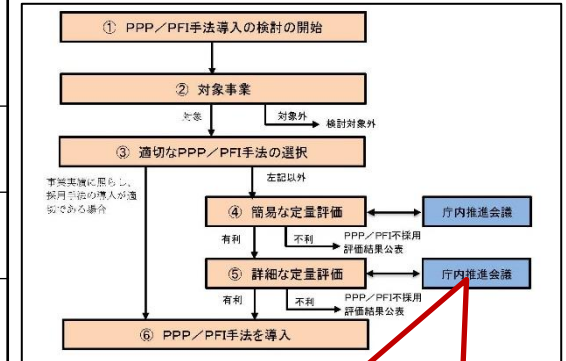 ① PPP／PFI手法導入の検討の開始
② 対象事業
対象
対象外
検討対象外
③ 適切なPPP／PFI手法の選択
事業実績に照らし、
採用手法の導入が適
切である場合
左記以外
④ 簡易な定量評価
庁内推進会議
有利
不利
PPP／PFI不採用
評価結果公表
⑤ 詳細な定量評価
庁内推進会議
有利
不利
PPP／PFI不採用
評価結果公表
⑥ PPP／PFI手法を導入